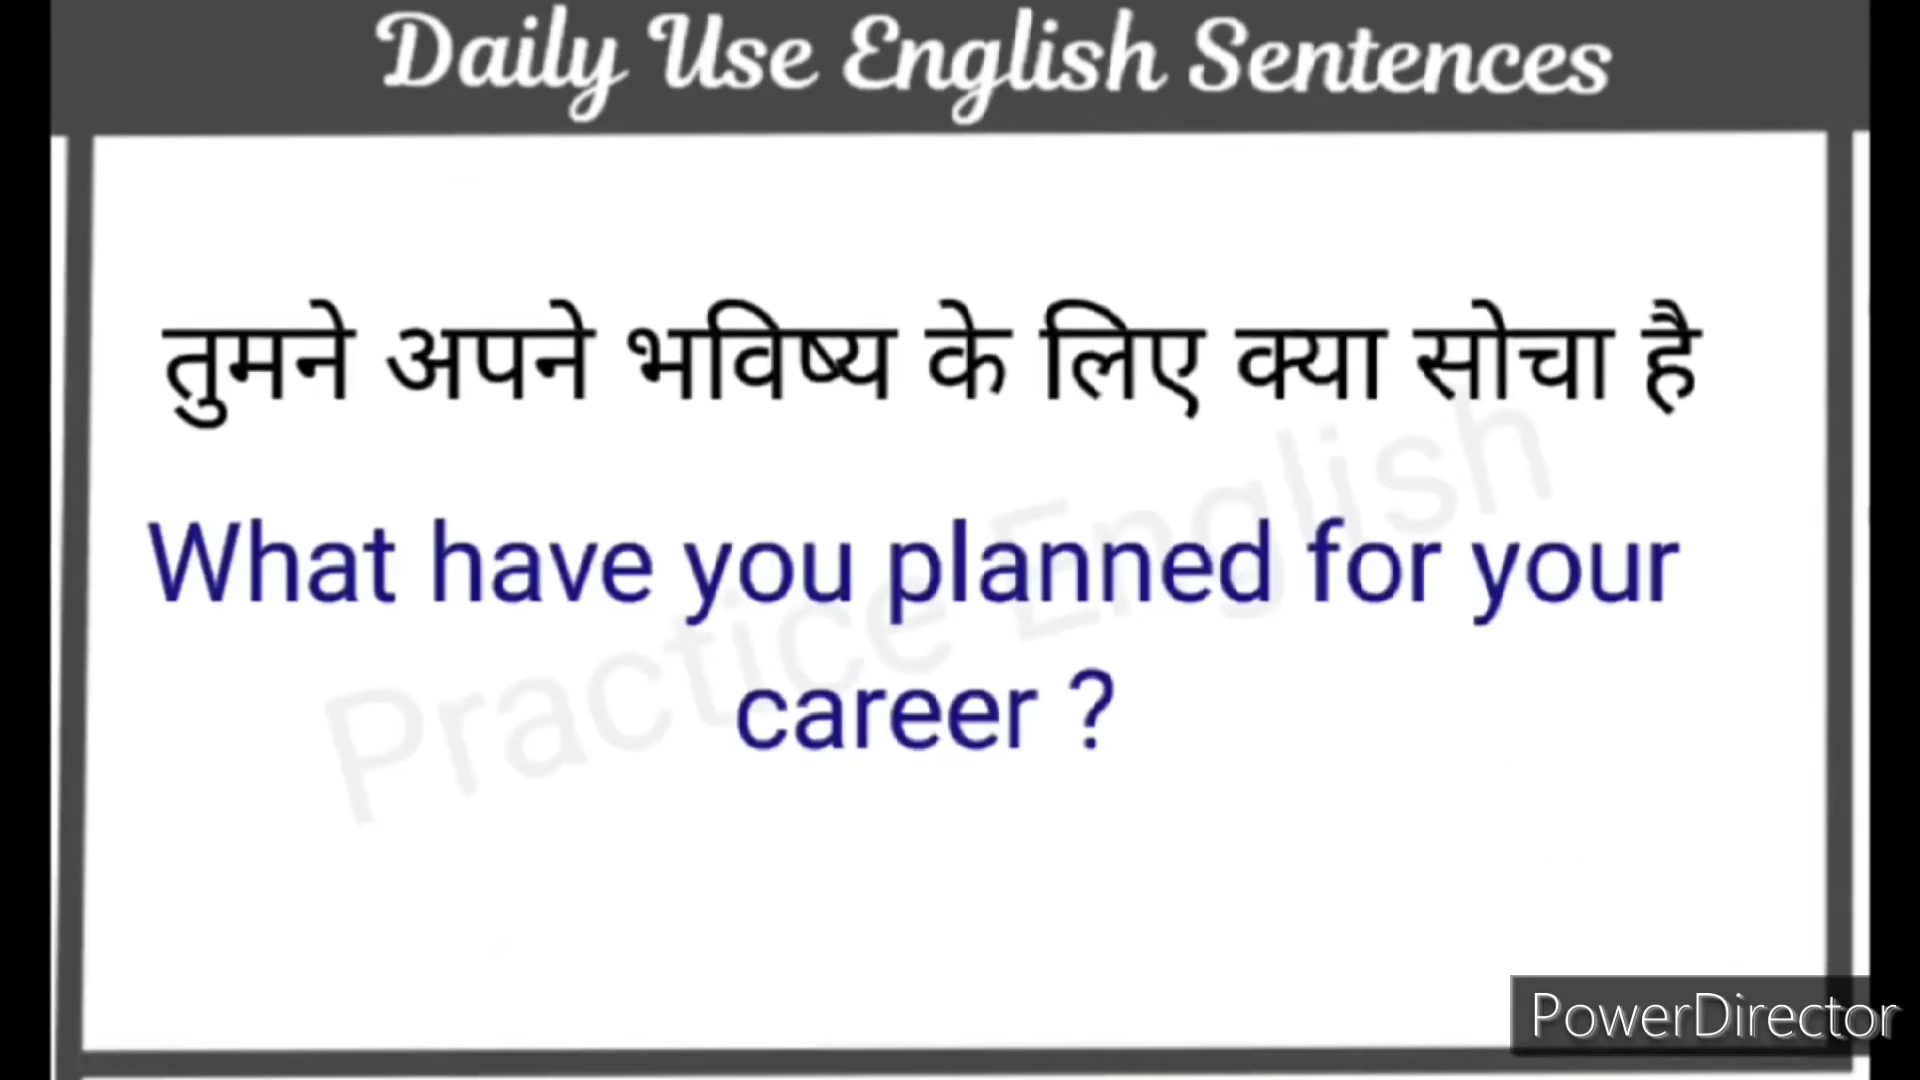 Daily Use English Sentences
तुमने अपने भविष्य के लिए क्या सोचा है
What have you planned for your
career ?
Practice English
PowerDirector